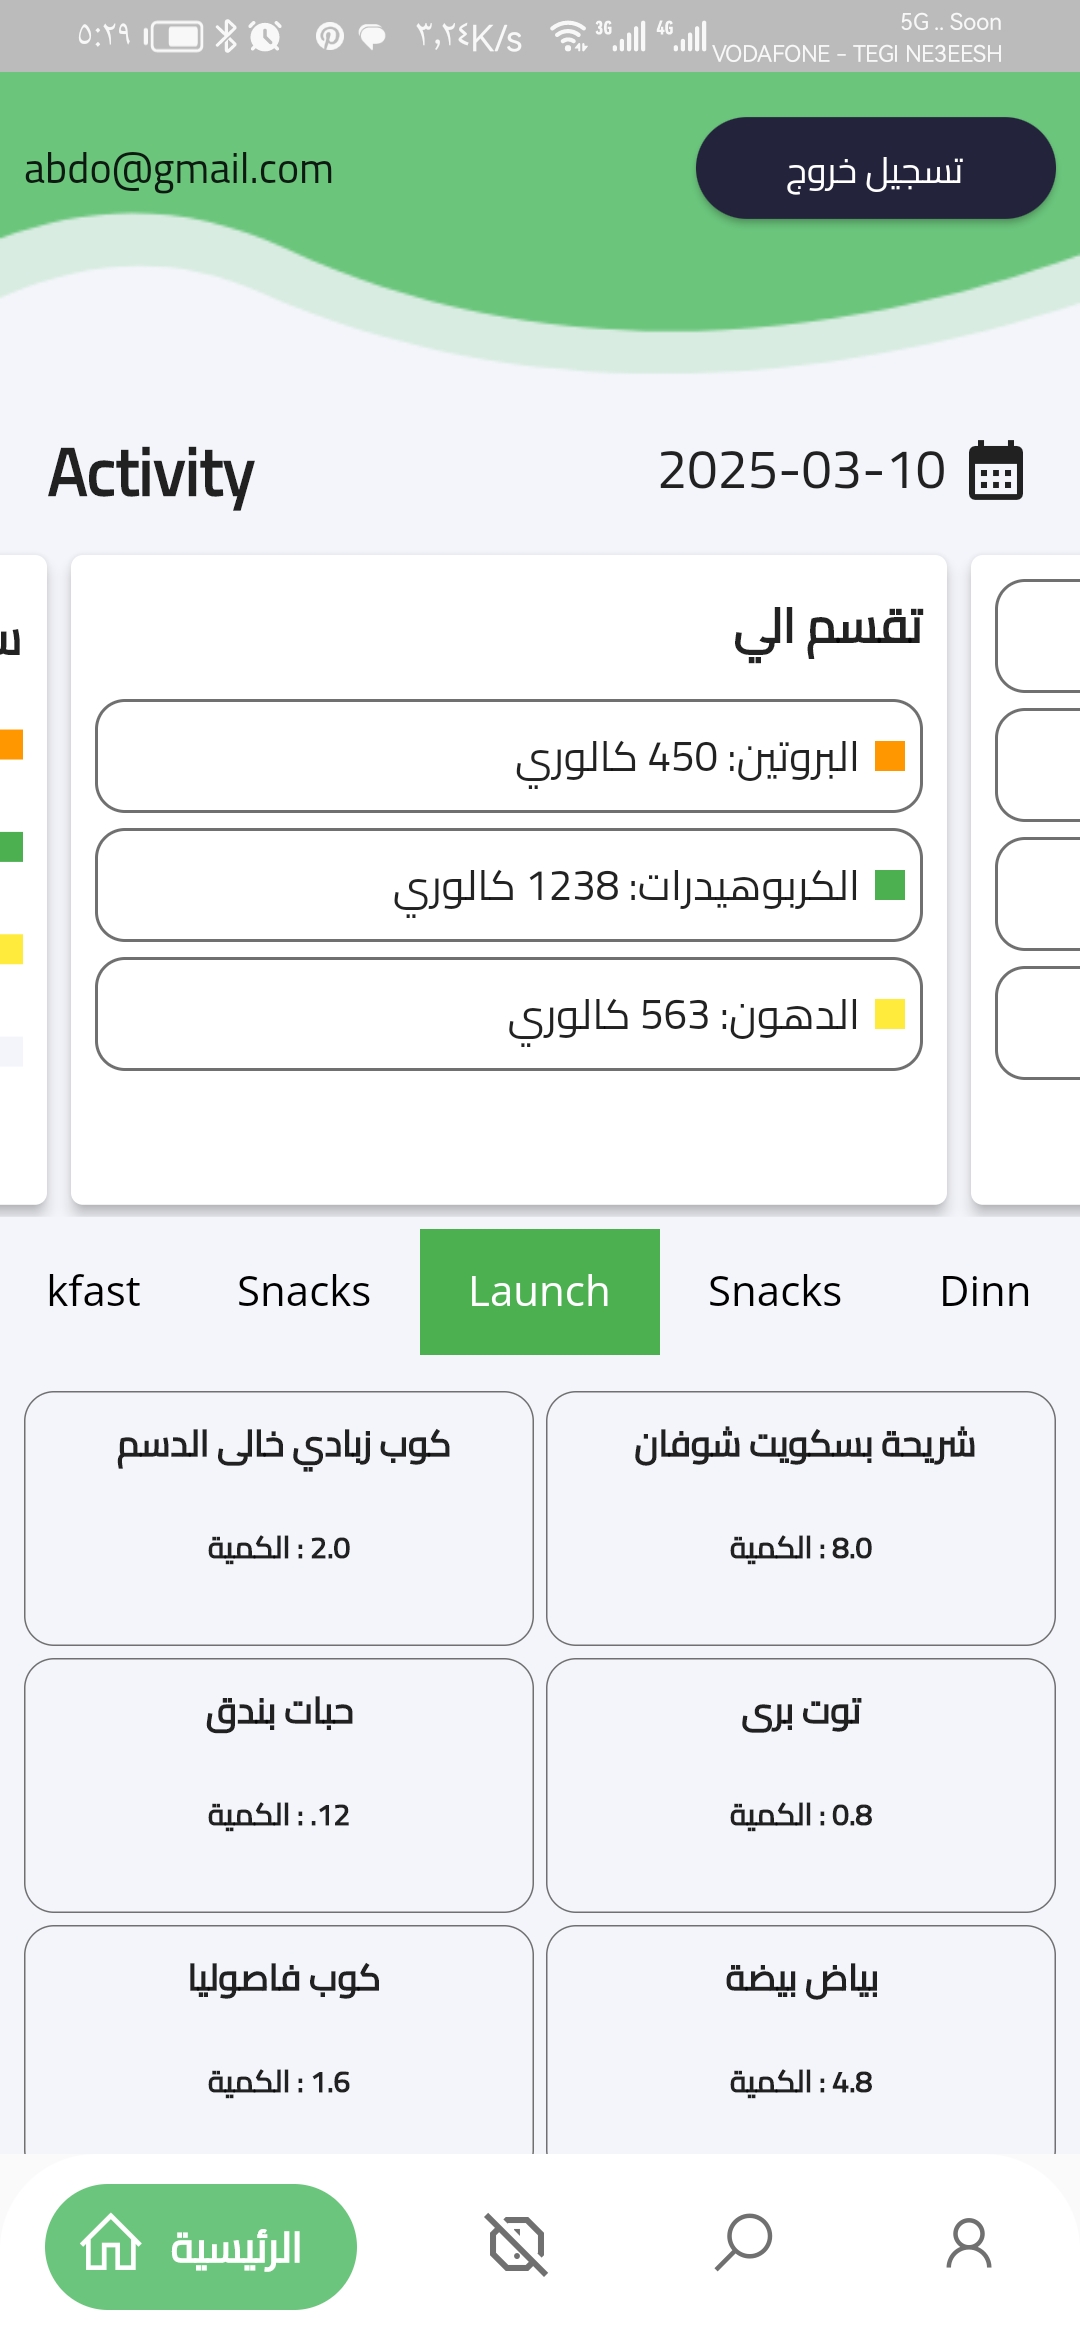 ٥:٢٩
٣,٢٤K/s
3G
4G
5G .. Soon
VODAFONE – TEGI NE3EESH
abdo@gmail.com
تسجيل خروج
Activity
2025-03-10
تقسم الي
البروتين: 450 كالوري
الكربوهيدرات: 1238 كالوري
الدهون: 563 كالوري
kfast
Snacks
Launch
Snacks
Dinn
كوب زبادي خالى الدسم
2.0 : الكمية
شريحة بسكويت شوفان
8.0 : الكمية
حبات بندق
12. : الكمية
توت برى
0.8 : الكمية
كوب فاصوليا
1.6 : الكمية
بياض بيضة
4.8 : الكمية
الرئيسية